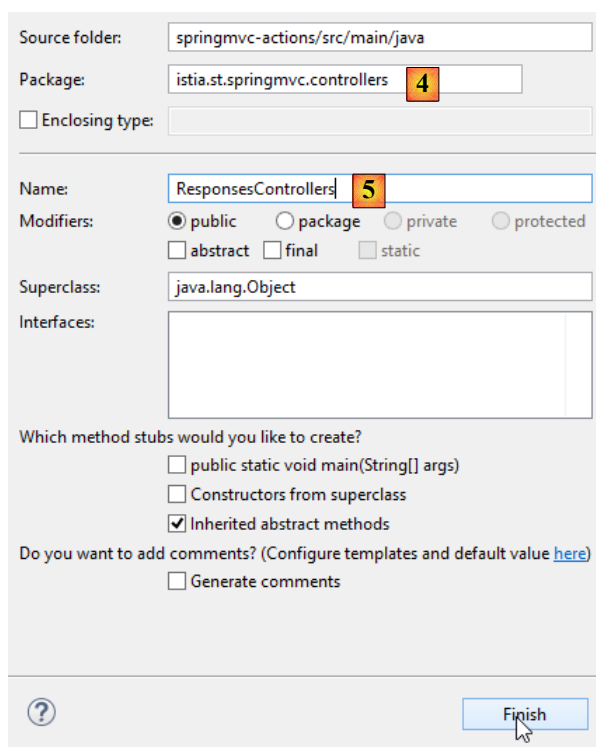 Source folder: springmvc-actions/src/main/java
Package: istia.st.springmvc.controllers 4
Enclosing type:
Name: ResponsesControllers 5
Modifiers: public package private protected
abstract final static
Superclass: java.lang.Object
Interfaces:
Which method stubs would you like to create?
public static void main(String[] args)
Constructors from superclass
Inherited abstract methods
Do you want to add comments? (Configure templates and default value here)
Generate comments
?
Finish